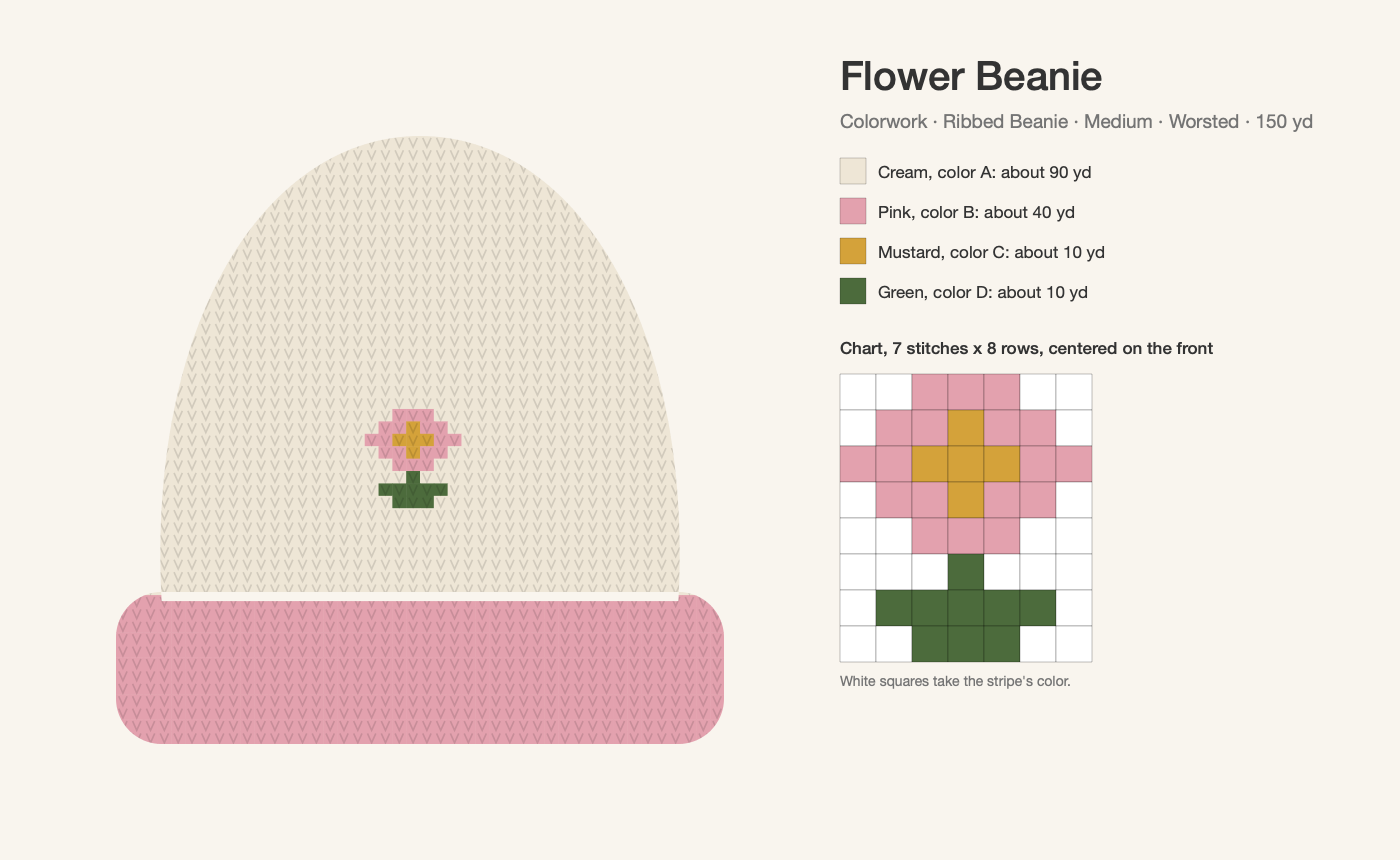 Flower Beanie
Colorwork · Ribbed Beanie · Medium · Worsted · 150 yd
Cream, color A: about 90 yd
Pink, color B: about 40 yd
Mustard, color C: about 10 yd
Green, color D: about 10 yd
Chart, 7 stitches x 8 rows, centered on the front
White squares take the stripe's color.